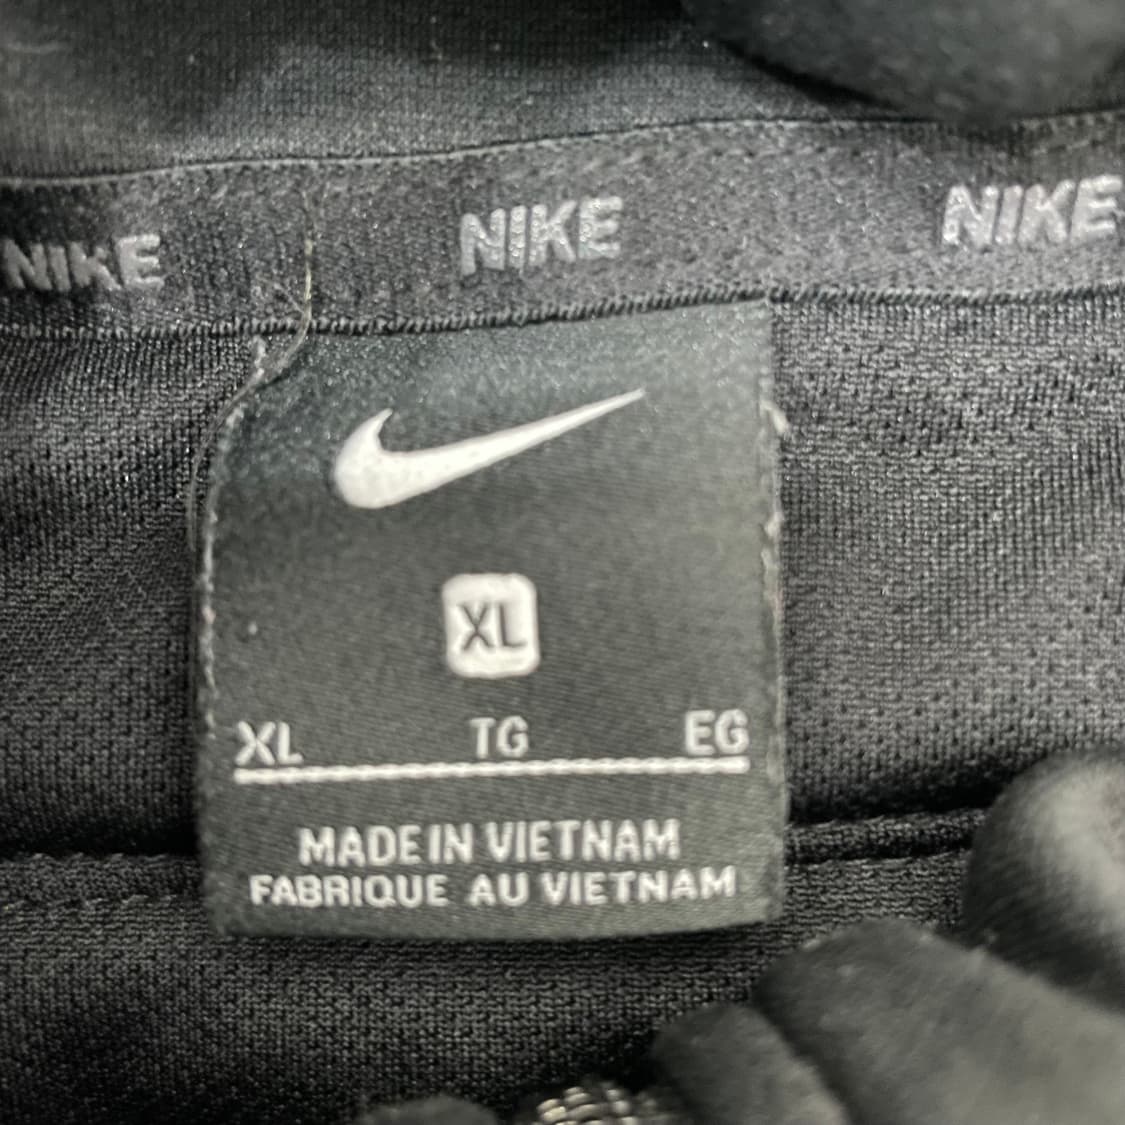 NIKE NIKE NIKE
XL
XL TG EG
MADE IN VIETNAM
FABRIQUE AU VIETNAM